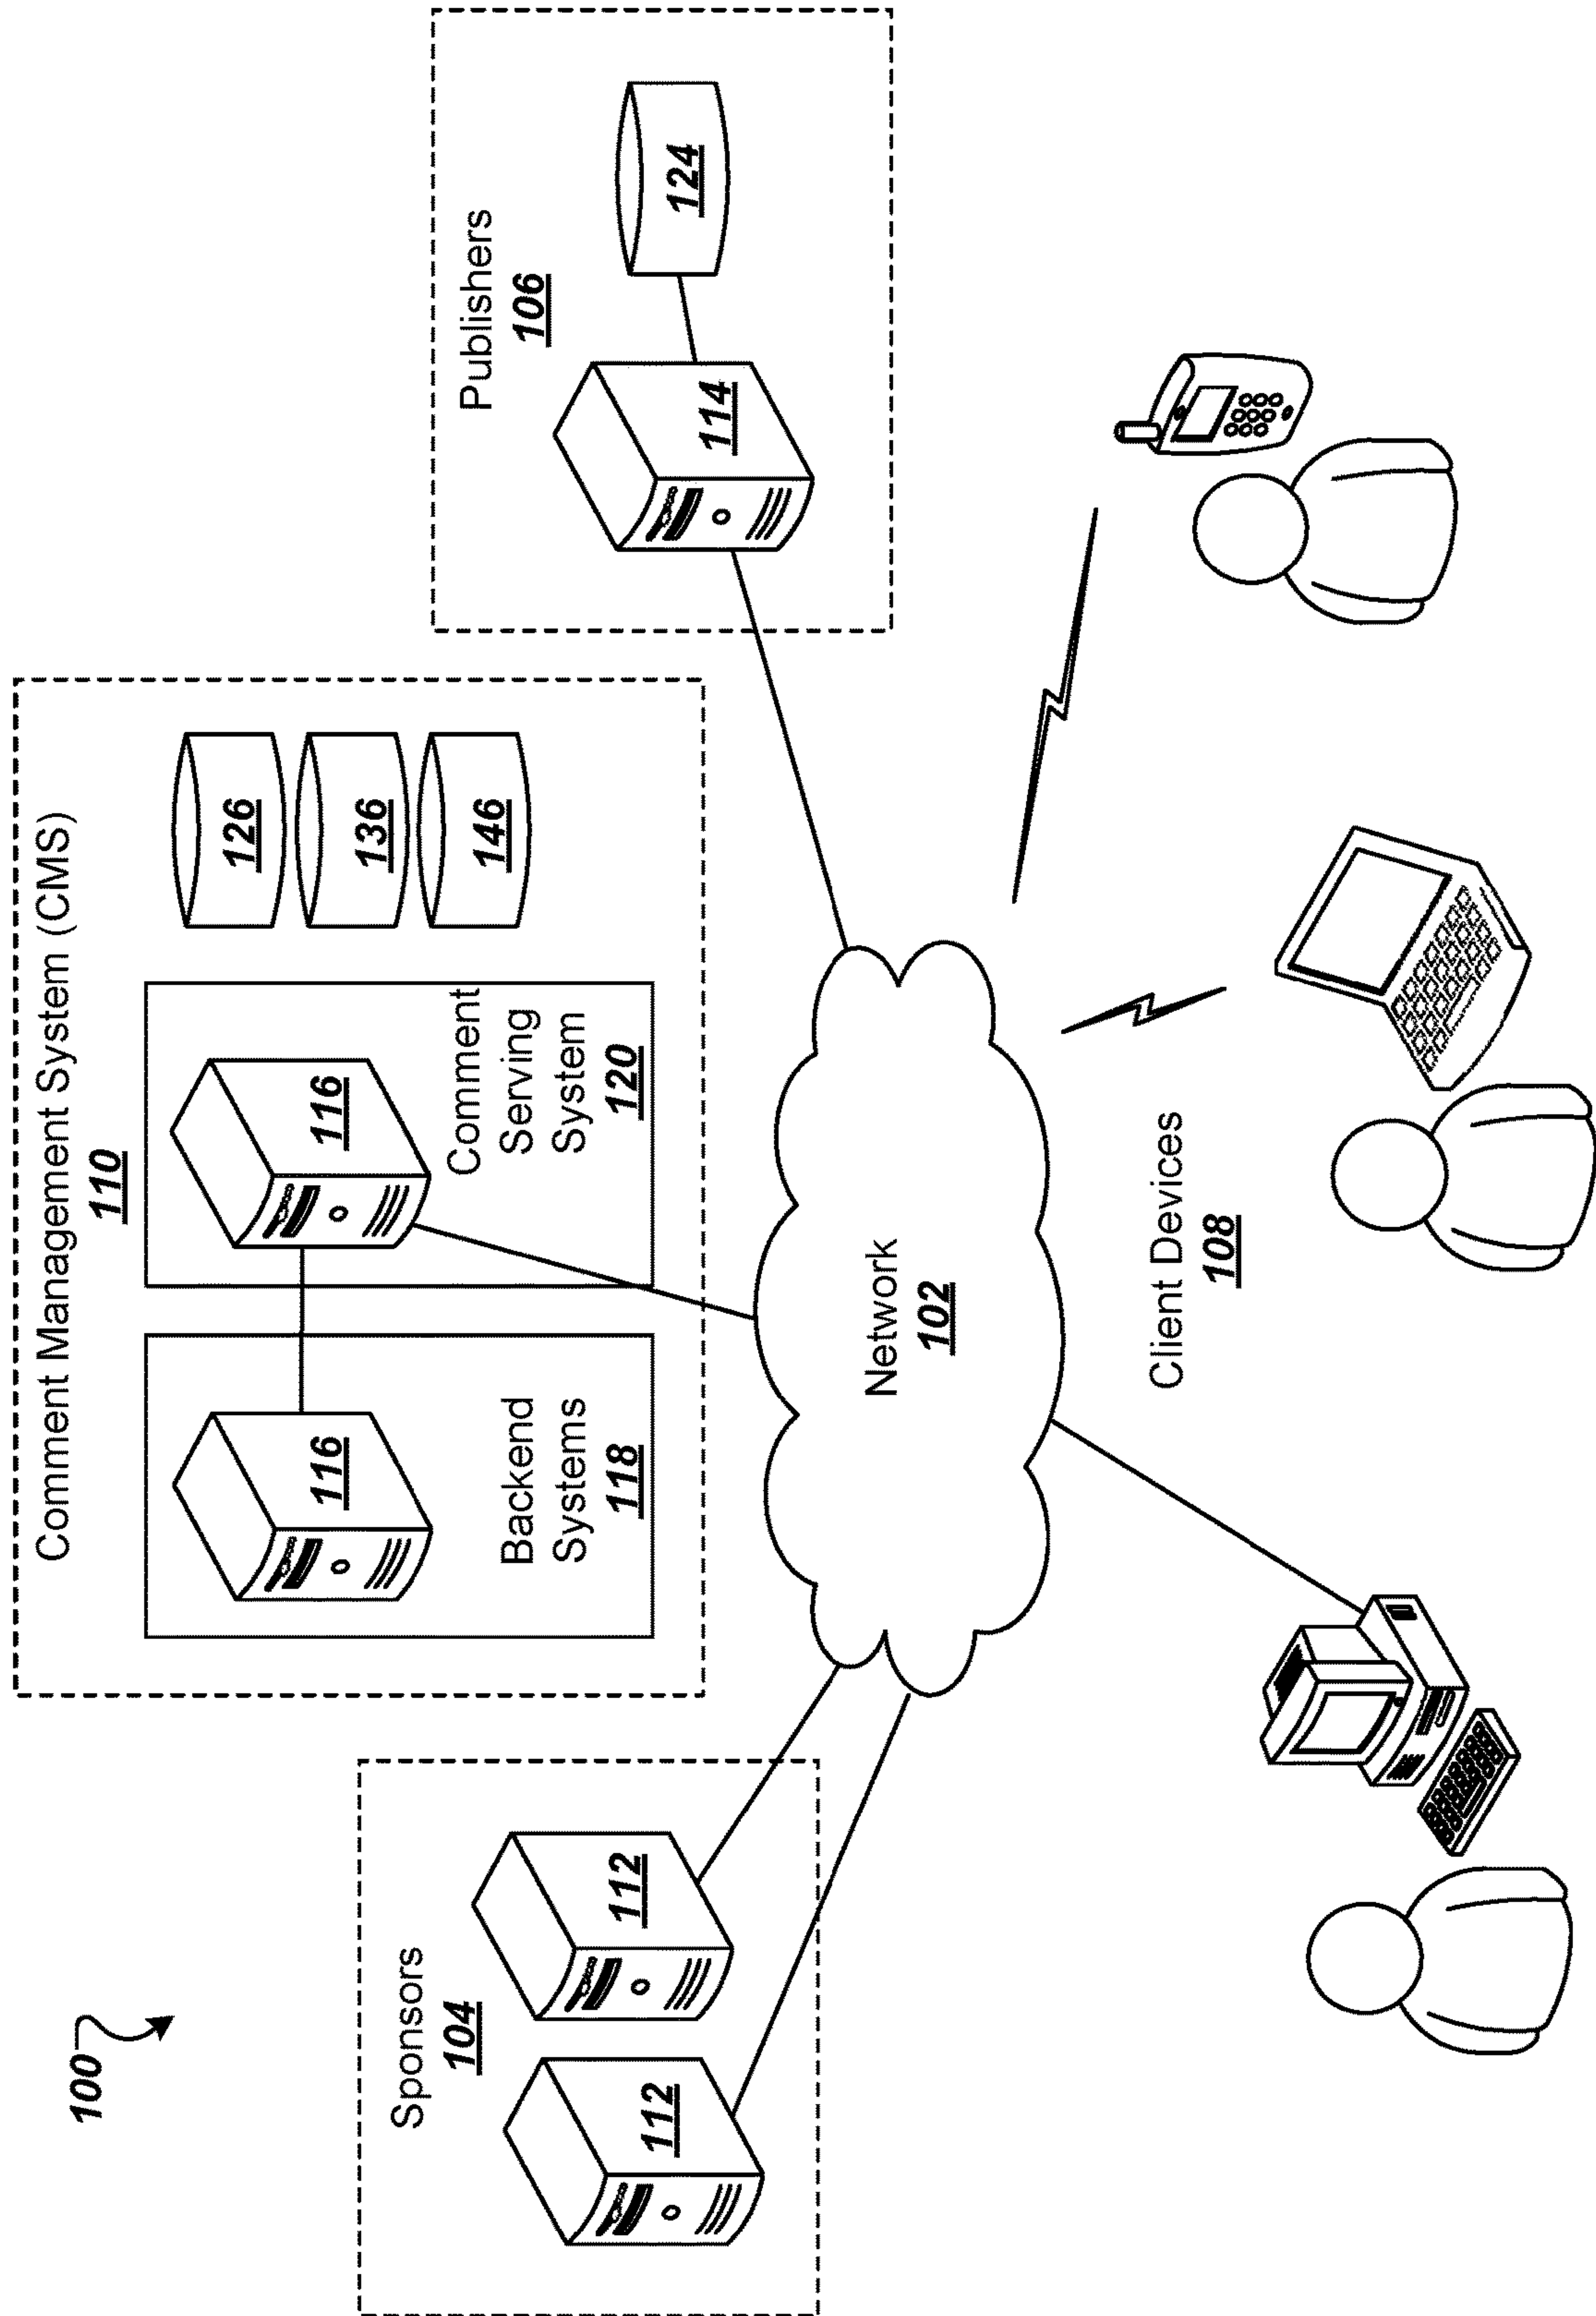 100
Comment Management System (CMS)
110
116
Backend
Systems
118
116
Comment
Serving
System
120
126
136
146
Sponsors
104
112
112
Publishers
106
114
124
Network
102
Client Devices
108